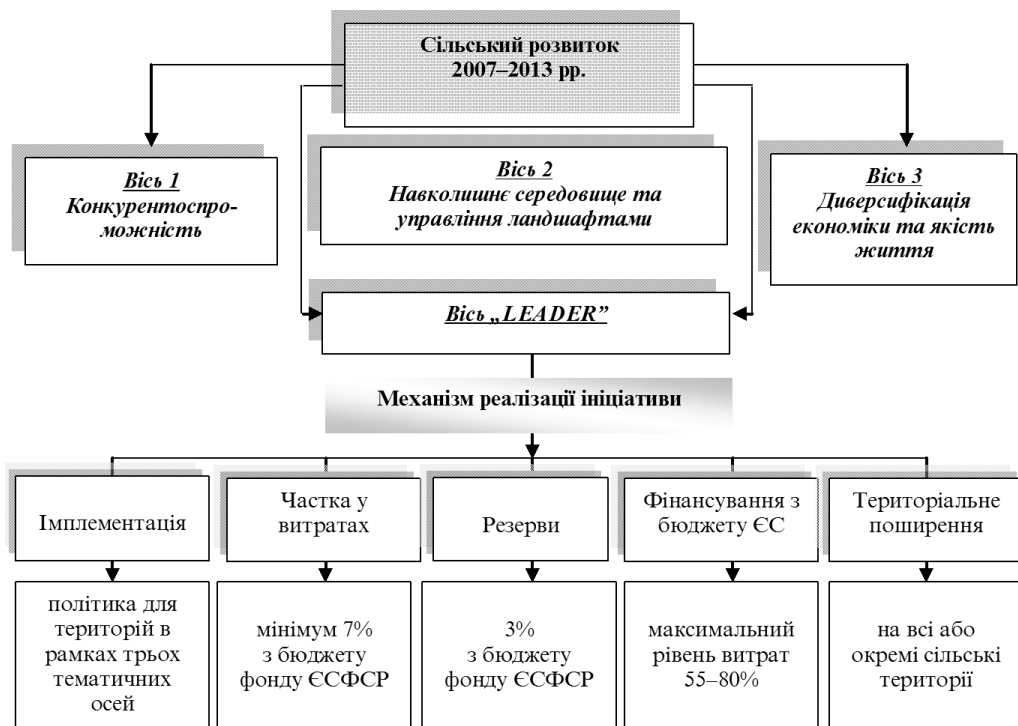 Сільський розвиток
2007–2013 рр.
Вісь 1
Конкурентоспро-
можність
Вісь 2
Навколишнє середовище та
управління ландшафтами
Вісь 3
Диверсифікація
економіки та якість
життя
Вісь „LEADER”
Механізм реалізації ініціативи
Імплементація
Частка у
витратах
Резерви
Фінансування з
бюджету ЄС
Територіальне
поширення
політика для
територій в
рамках трьох
тематичних
осей
мінімум 7%
з бюджету
фонду ЄСФСР
3%
з бюджету
фонду ЄСФСР
максимальний
рівень витрат
55–80%
на всі або
окремі сільські
території